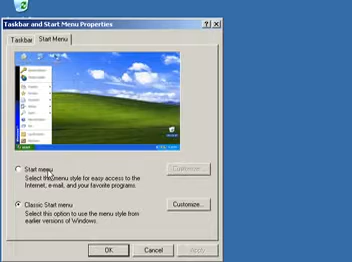 Taskbar and Start Menu Properties
Taskbar
Start Menu
Start menu
Customize...
Select this menu style for easy access to the
Internet, e-mail, and your favorite programs.
Classic Start menu
Customize...
Select this option to use the menu style from
earlier versions of Windows.
OK
Cancel
Apply